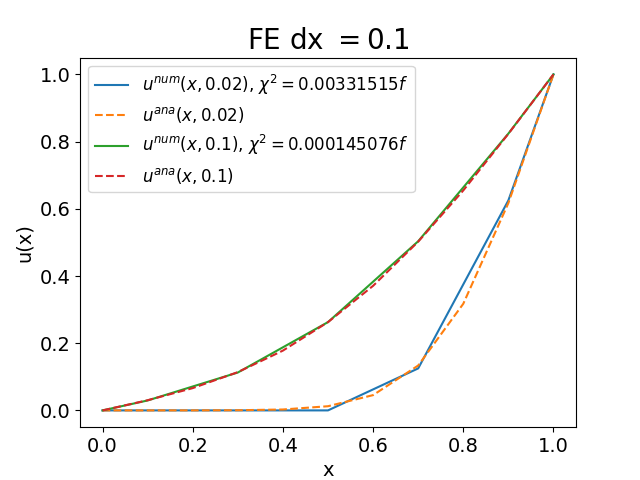 FE dx = 0.1
u^{num}(x, 0.02), χ² = 0.00331515f
u^{ana}(x, 0.02)
u^{num}(x, 0.1), χ² = 0.000145076f
u^{ana}(x, 0.1)
1.0
0.8
0.6
0.4
0.2
0.0
u(x)
0.0 0.2 0.4 0.6 0.8 1.0
x